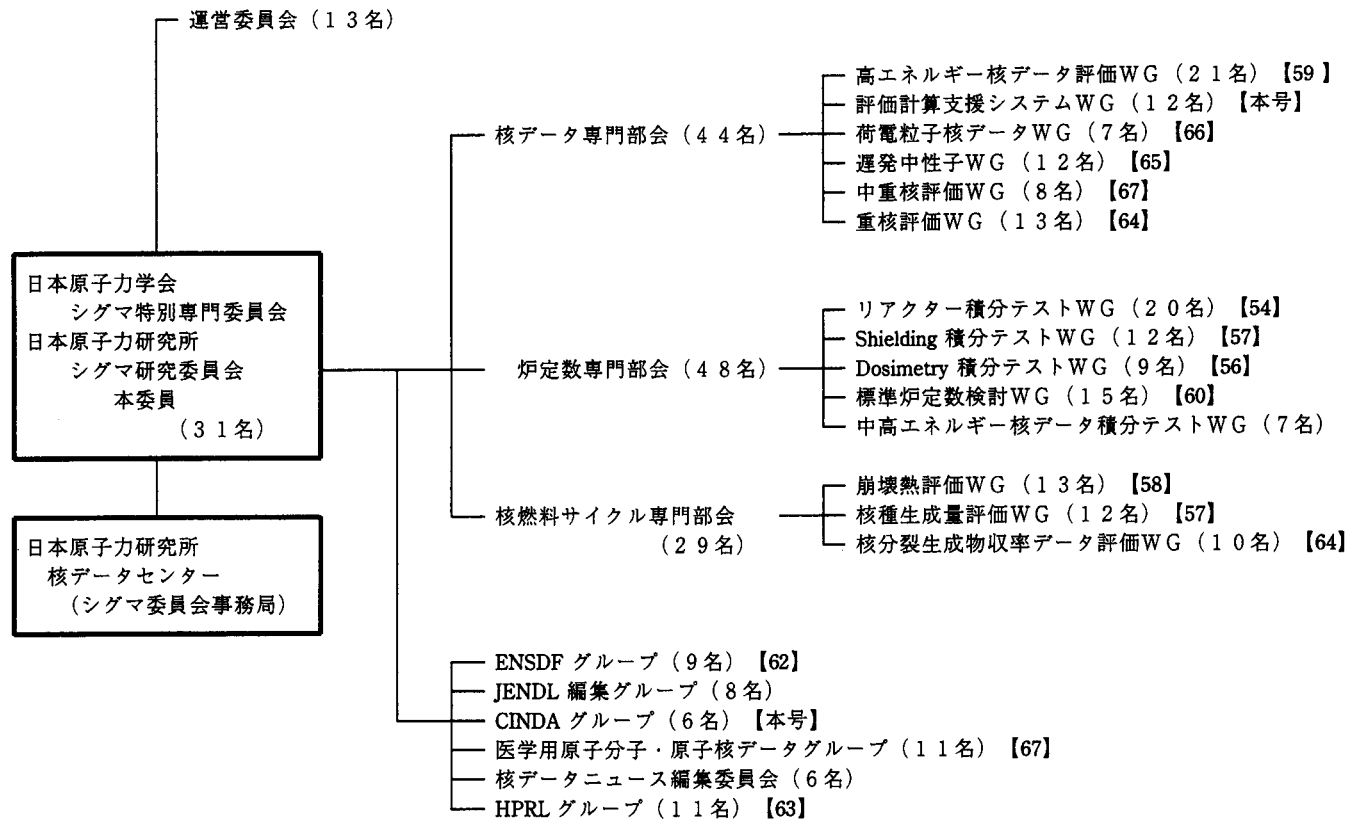 運営委員会（１３名）
日本原子力学会
シグマ特別専門委員会
日本原子力研究所
シグマ研究委員会
本委員
（３１名）
日本原子力研究所
核データセンター
（シグマ委員会事務局）
核データ専門部会（４４名）
高エネルギー核データ評価ＷＧ（２１名）【59】
評価計算支援システムＷＧ（１２名）【本号】
荷電粒子核データＷＧ（７名）【66】
遅発中性子ＷＧ（１２名）【65】
中重核評価ＷＧ（８名）【67】
重核評価ＷＧ（１３名）【64】
炉定数専門部会（４８名）
リアクター積分テストＷＧ（２０名）【54】
Shielding 積分テストＷＧ（１２名）【57】
Dosimetry 積分テストＷＧ（９名）【56】
標準炉定数検討ＷＧ（１５名）【60】
中高エネルギー核データ積分テストＷＧ（７名）
核燃料サイクル専門部会
（２９名）
崩壊熱評価ＷＧ（１３名）【58】
核種生成量評価ＷＧ（１２名）【57】
核分裂生成物収率データ評価ＷＧ（１０名）【64】
ENSDF グループ（９名）【62】
JENDL 編集グループ（８名）
CINDA グループ（６名）【本号】
医学用原子分子・原子核データグループ（１１名）【67】
核データニュース編集委員会（６名）
HPRL グループ（１１名）【63】